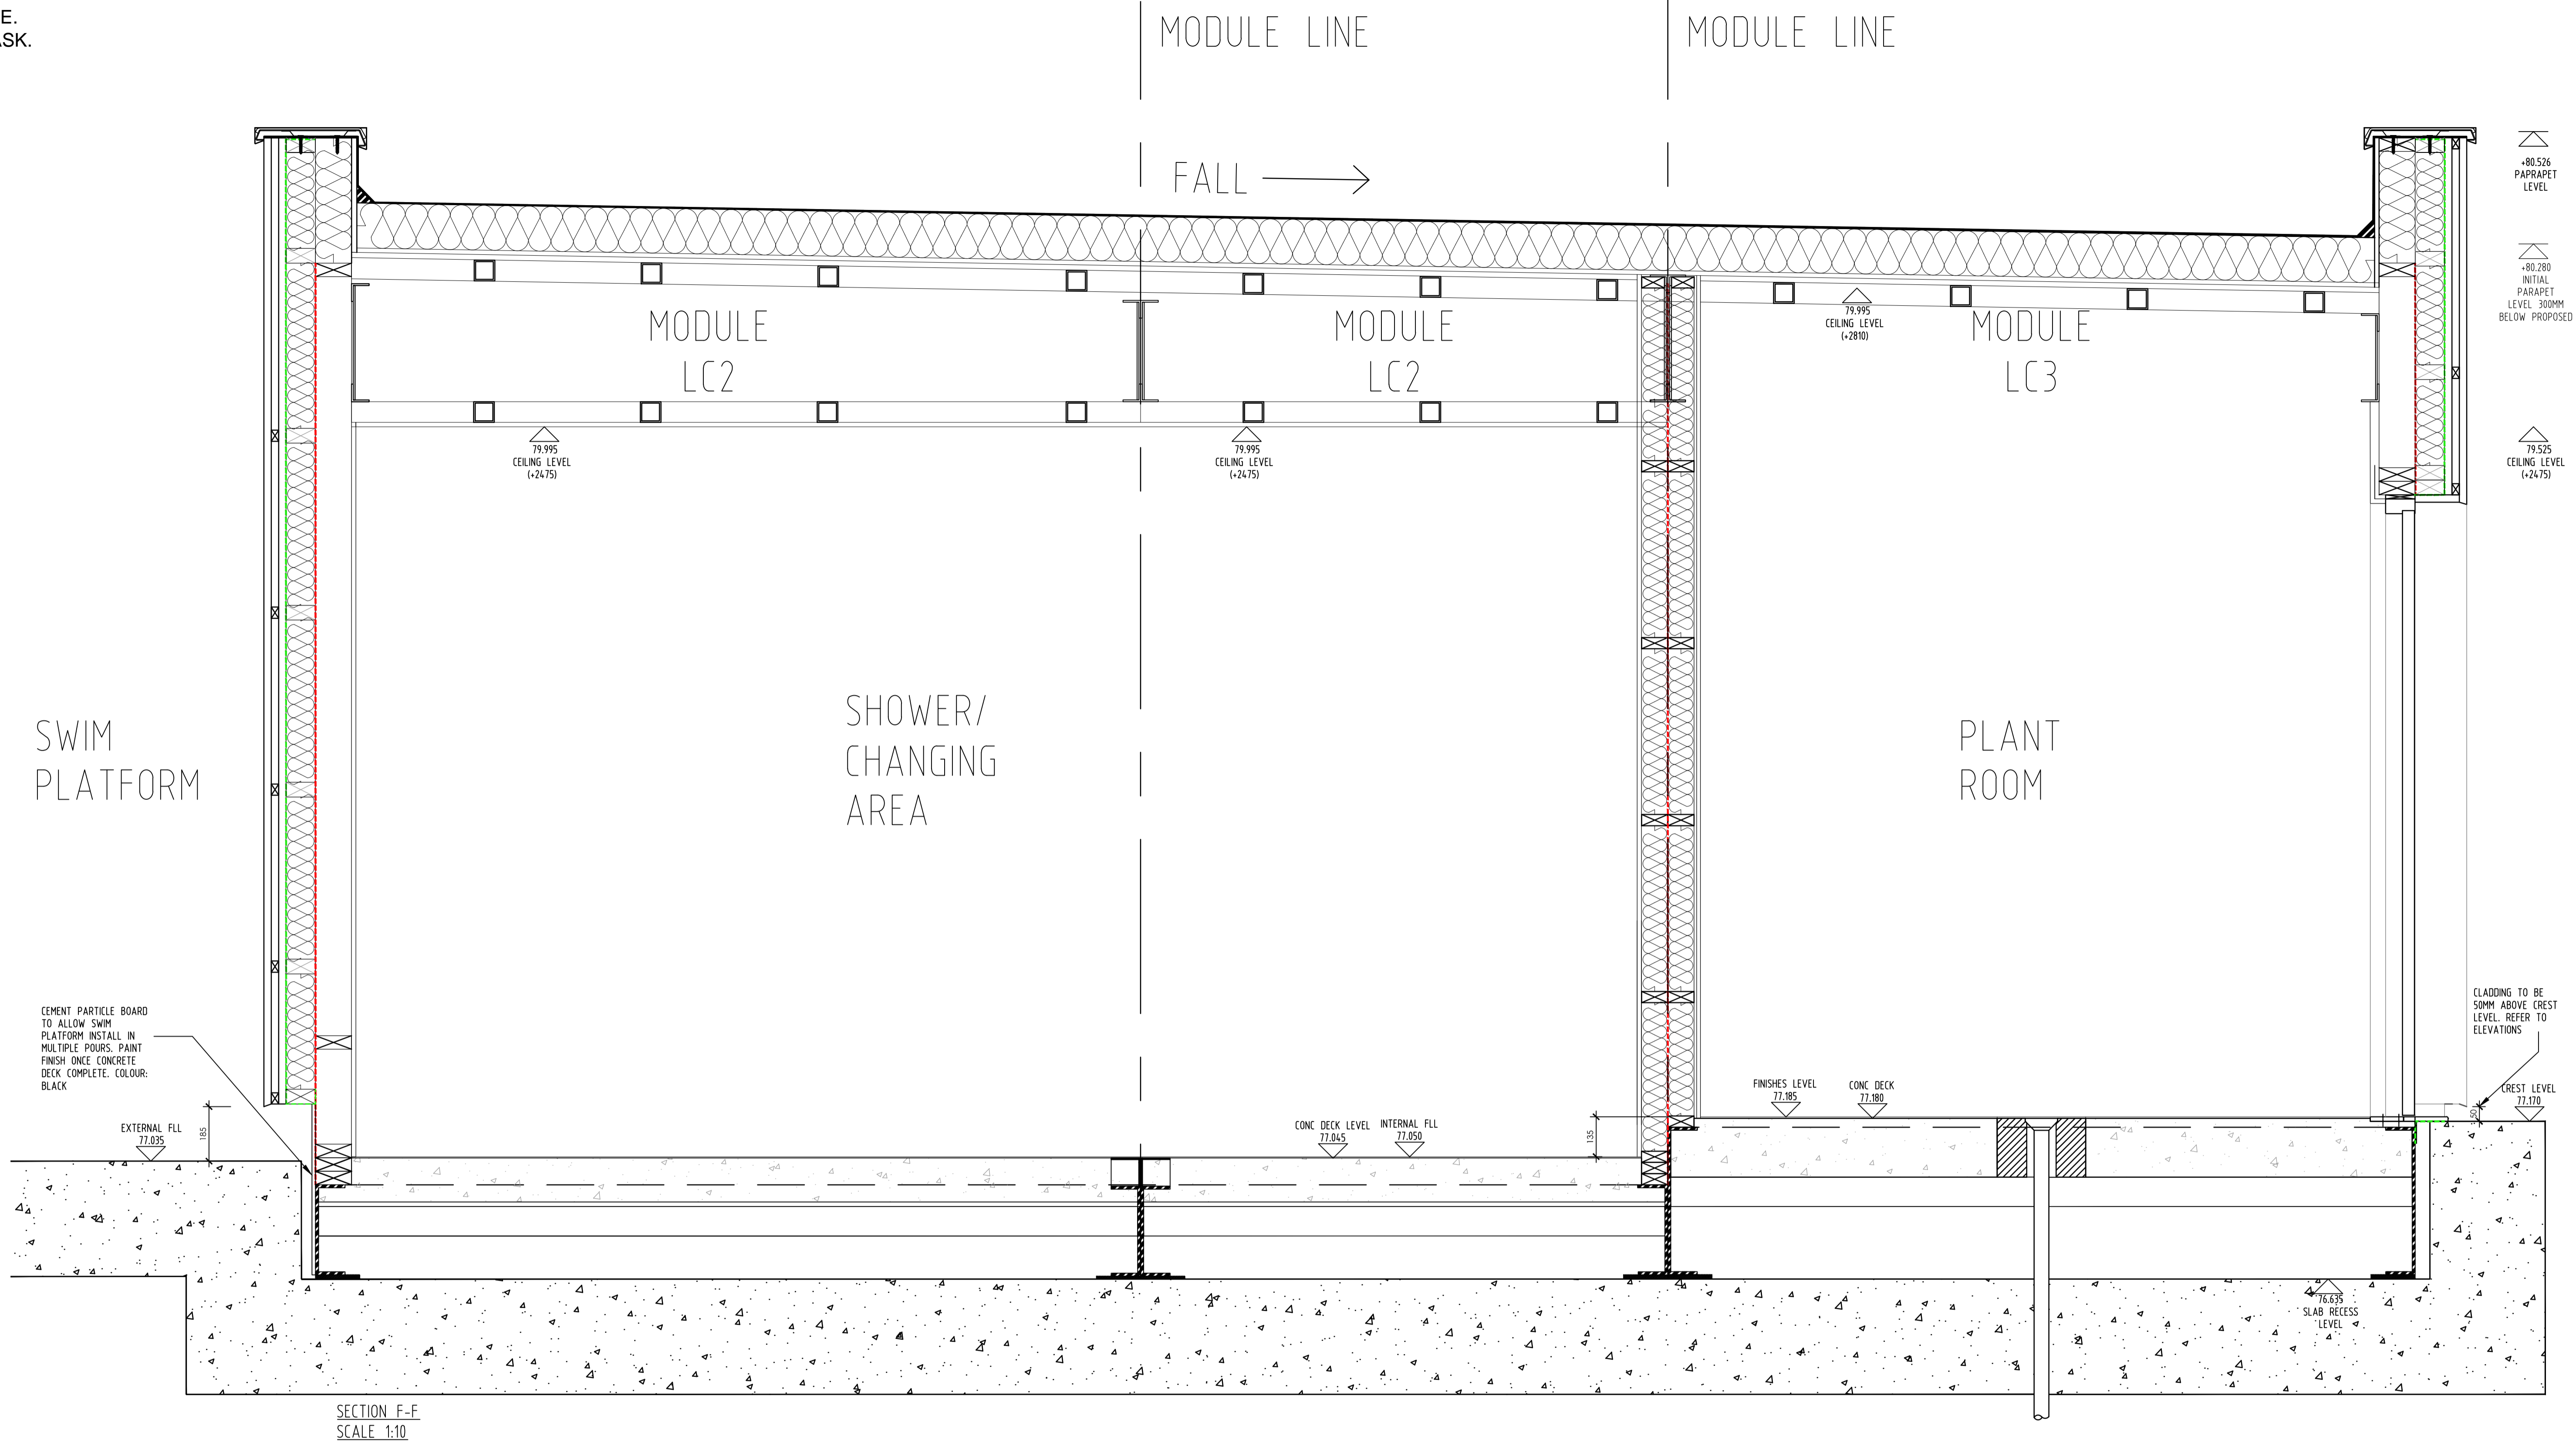 E.
ASK.
MODULE LINE
MODULE LINE
FALL
+80.526
PAPRAPET
LEVEL
+80.280
INITIAL
PARAPET
LEVEL 300MM
BELOW PROPOSED
MODULE
LC2
MODULE
LC2
79.995
CEILING LEVEL
(+2810)
MODULE
LC3
79.995
CEILING LEVEL
(+2475)
79.995
CEILING LEVEL
(+2475)
79.525
CEILING LEVEL
(+2475)
SWIM
PLATFORM
SHOWER/
CHANGING
AREA
PLANT
ROOM
CEMENT PARTICLE BOARD
TO ALLOW SWIM
PLATFORM INSTALL IN
MULTIPLE POURS. PAINT
FINISH ONCE CONCRETE
DECK COMPLETE. COLOUR:
BLACK
CLADDING TO BE
50MM ABOVE CREST
LEVEL. REFER TO
ELEVATIONS
EXTERNAL FLL
77.035
185
CONC DECK LEVEL
77.045
INTERNAL FLL
77.050
135
FINISHES LEVEL
77.185
CONC DECK
77.180
50
CREST LEVEL
77.170
76.635
SLAB RECESS
LEVEL
SECTION F-F
SCALE 1:10